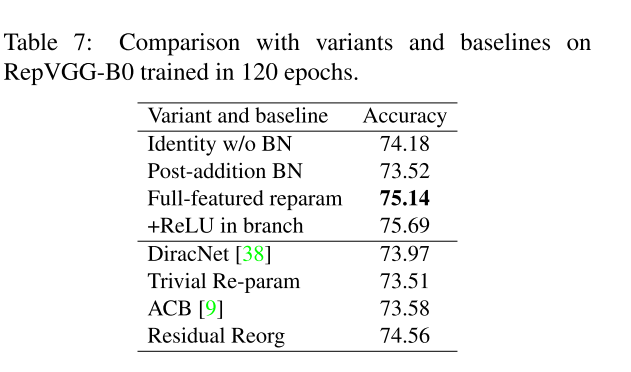 Table 7: Comparison with variants and baselines on
RepVGG-B0 trained in 120 epochs.
Variant and baseline Accuracy
Identity w/o BN 74.18
Post-addition BN 73.52
Full-featured reparam 75.14
+ReLU in branch 75.69
DiracNet [38] 73.97
Trivial Re-param 73.51
ACB [9] 73.58
Residual Reorg 74.56